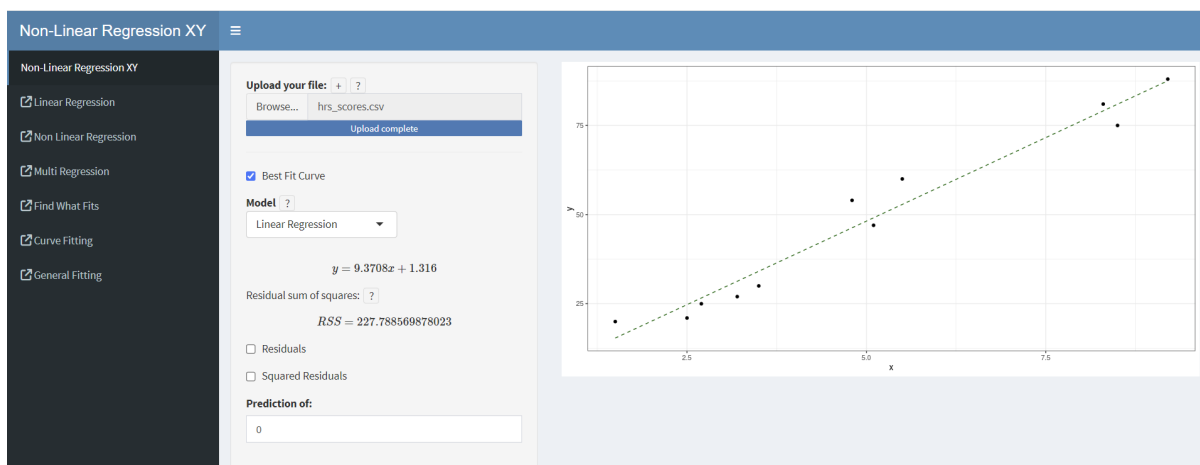 Non-Linear Regression XY
Non-Linear Regression XY
Linear Regression
Non Linear Regression
Multi Regression
Find What Fits
Curve Fitting
General Fitting
Upload your file: + ?
Browse... hrs_scores.csv
Upload complete
Best Fit Curve
Model ?
Linear Regression
y = 9.3708x + 1.316
Residual sum of squares: ?
RSS = 227.788569878023
Residuals
Squared Residuals
Prediction of:
0
75
50
25
y
2.5 5.0 7.5
x